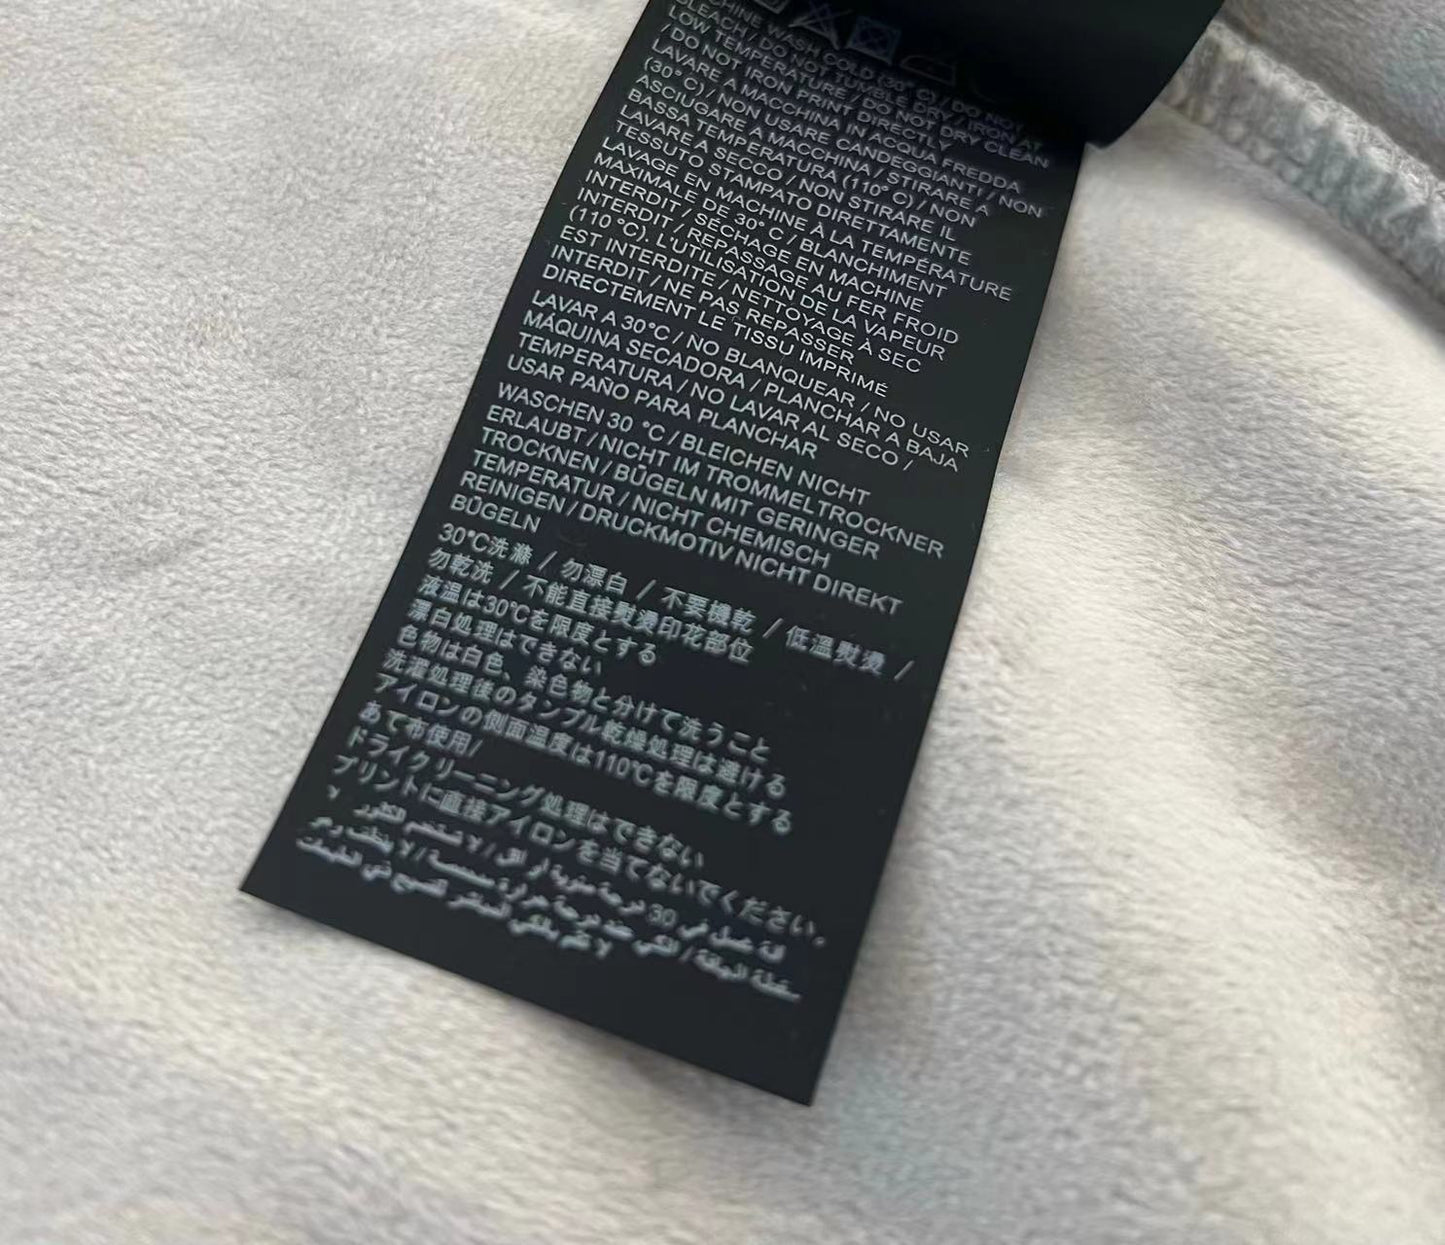 MACHINE WASH COLD (30° C) / DO NOT
BLEACH / DO NOT TUMBLE DRY / IRON AT
LOW TEMPERATURE / DO NOT DRY CLEAN
/ DO NOT IRON PRINT DIRECTLY
LAVARE A MACCHINA IN ACQUA FREDDA
(30° C) / NON USARE CANDEGGIANTI / NON
ASCIUGARE A MACCHINA / STIRARE A
BASSA TEMPERATURA (110° C) / NON
LAVARE A SECCO / NON STIRARE IL
TESSUTO STAMPATO DIRETTAMENTE
LAVAGE EN MACHINE À LA TEMPÉRATURE
MAXIMALE DE 30° C / BLANCHIMENT
INTERDIT / SÉCHAGE EN MACHINE
INTERDIT / REPASSAGE AU FER FROID
(110 °C). L'UTILISATION DE LA VAPEUR
EST INTERDITE / NETTOYAGE À SEC
INTERDIT / NE PAS REPASSER
DIRECTEMENT LE TISSU IMPRIMÉ
LAVAR A 30°C / NO BLANQUEAR / NO USAR
MÁQUINA SECADORA / PLANCHAR A BAJA
TEMPERATURA / NO LAVAR AL SECO /
USAR PAÑO PARA PLANCHAR
WASCHEN 30 °C / BLEICHEN NICHT
ERLAUBT / NICHT IM TROMMELTROCKNER
TROCKNEN / BÜGELN MIT GERINGER
TEMPERATUR / NICHT CHEMISCH
REINIGEN / DRUCKMOTIV NICHT DIREKT
BÜGELN
30°C洗滌 / 勿漂白 / 不要機乾 / 低溫熨燙 /
勿乾洗 / 不能直接熨燙印花部位
液温は30℃を限度とする
漂白処理はできない
色物は白色、染色物と分けて洗うこと
洗濯処理後のタンブル乾燥処理は避ける
アイロンの側面温度は110℃を限度とする
あて布使用/
ドライクリーニング処理はできない
プリントに直接アイロンを当てないでください。